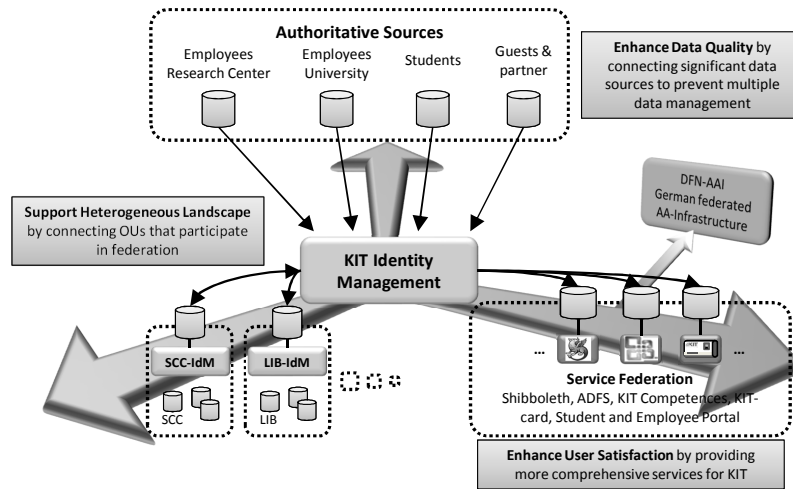 Authoritative Sources
Employees
Research Center
Employees
University
Students
Guests &
partner
Enhance Data Quality by
connecting significant data
sources to prevent multiple
data management
DFN-AAI
German federated
AA-Infrastructure
Support Heterogeneous Landscape
by connecting OUs that participate
in federation
KIT Identity
Management
SCC-IdM
LIB-IdM
SCC
LIB
...
KIT
...
Service Federation
Shibboleth, ADFS, KIT Competences, KIT-
card, Student and Employee Portal
Enhance User Satisfaction by providing
more comprehensive services for KIT